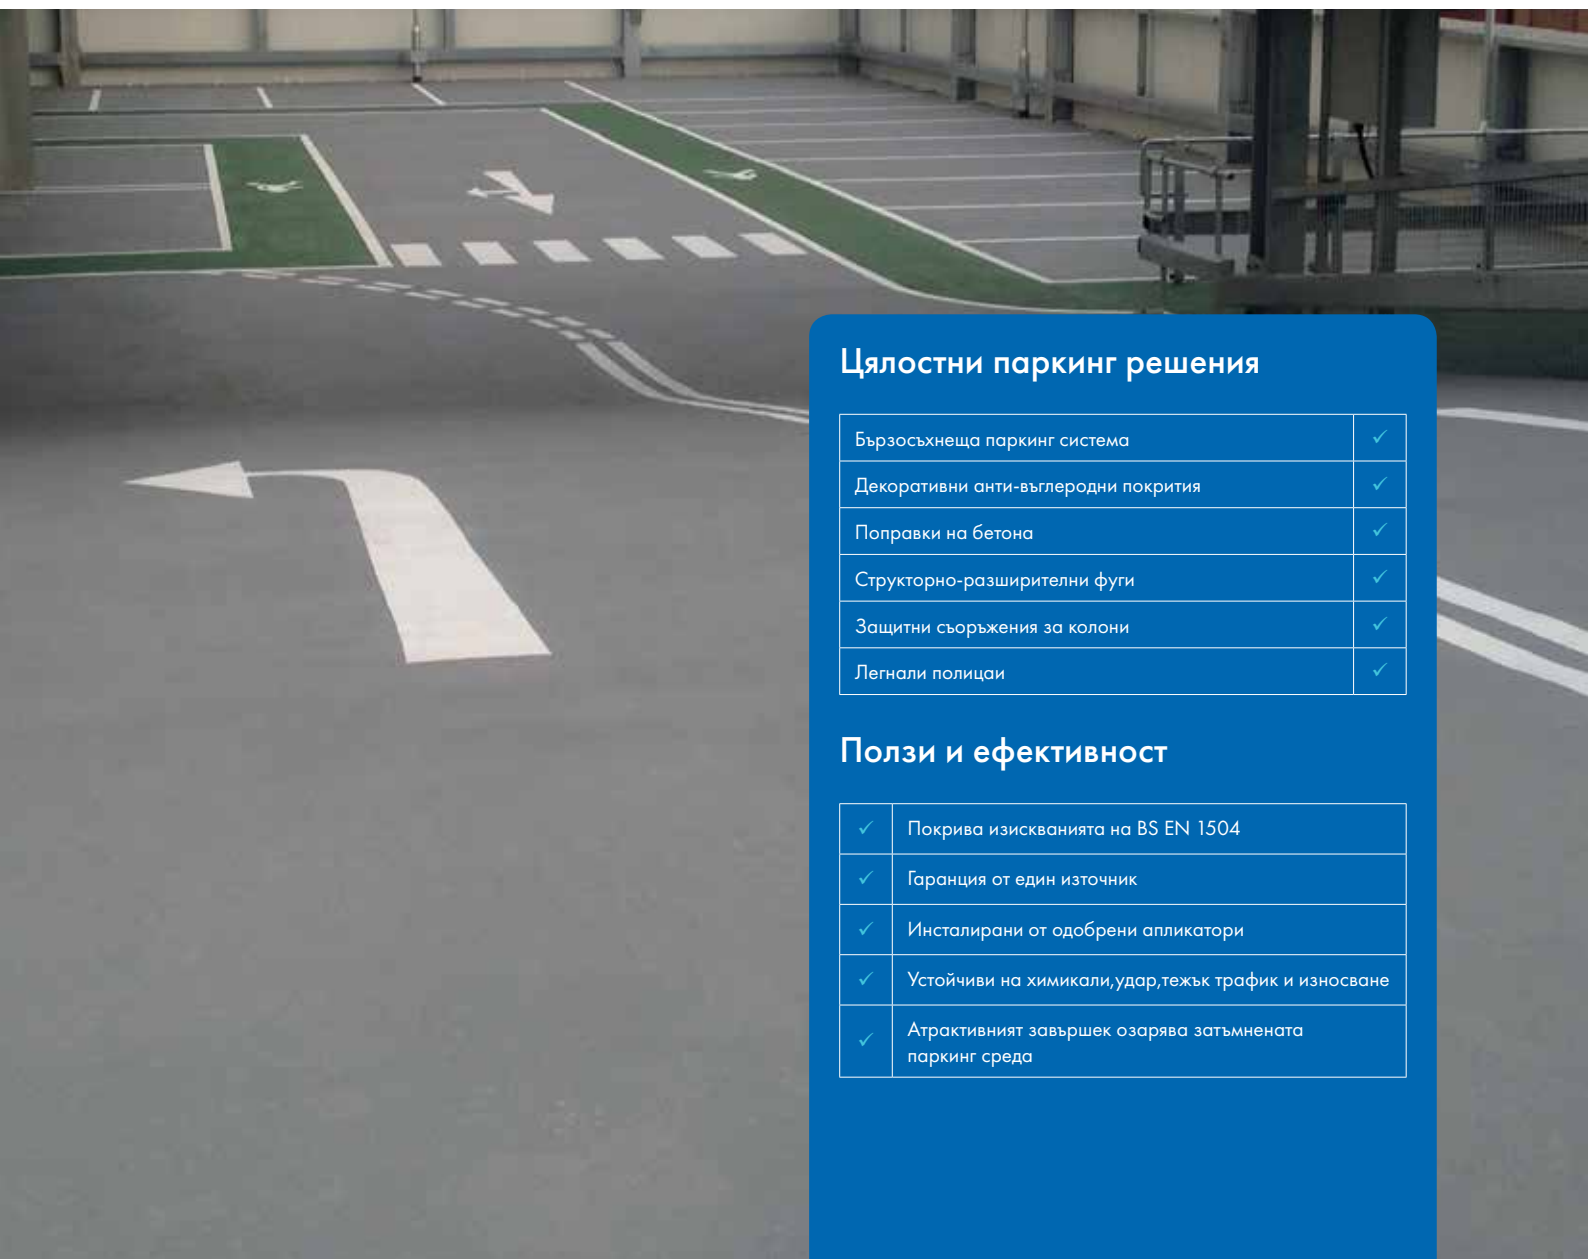 Цялостни паркинг решения
Бързосъхнеща паркинг система ✓
Декоративни анти-въглеродни покрития ✓
Поправки на бетона ✓
Структорно-разширителни фуги ✓
Защитни съоръжения за колони ✓
Легнали полицаи ✓
Ползи и ефективност
✓ Покрива изискванията на BS EN 1504
✓ Гаранция от един източник
✓ Инсталирани от одобрени апликатори
✓ Устойчиви на химикали,удар,тежък трафик и износване
✓ Атрактивният завършек озарява затъмнената
паркинг среда